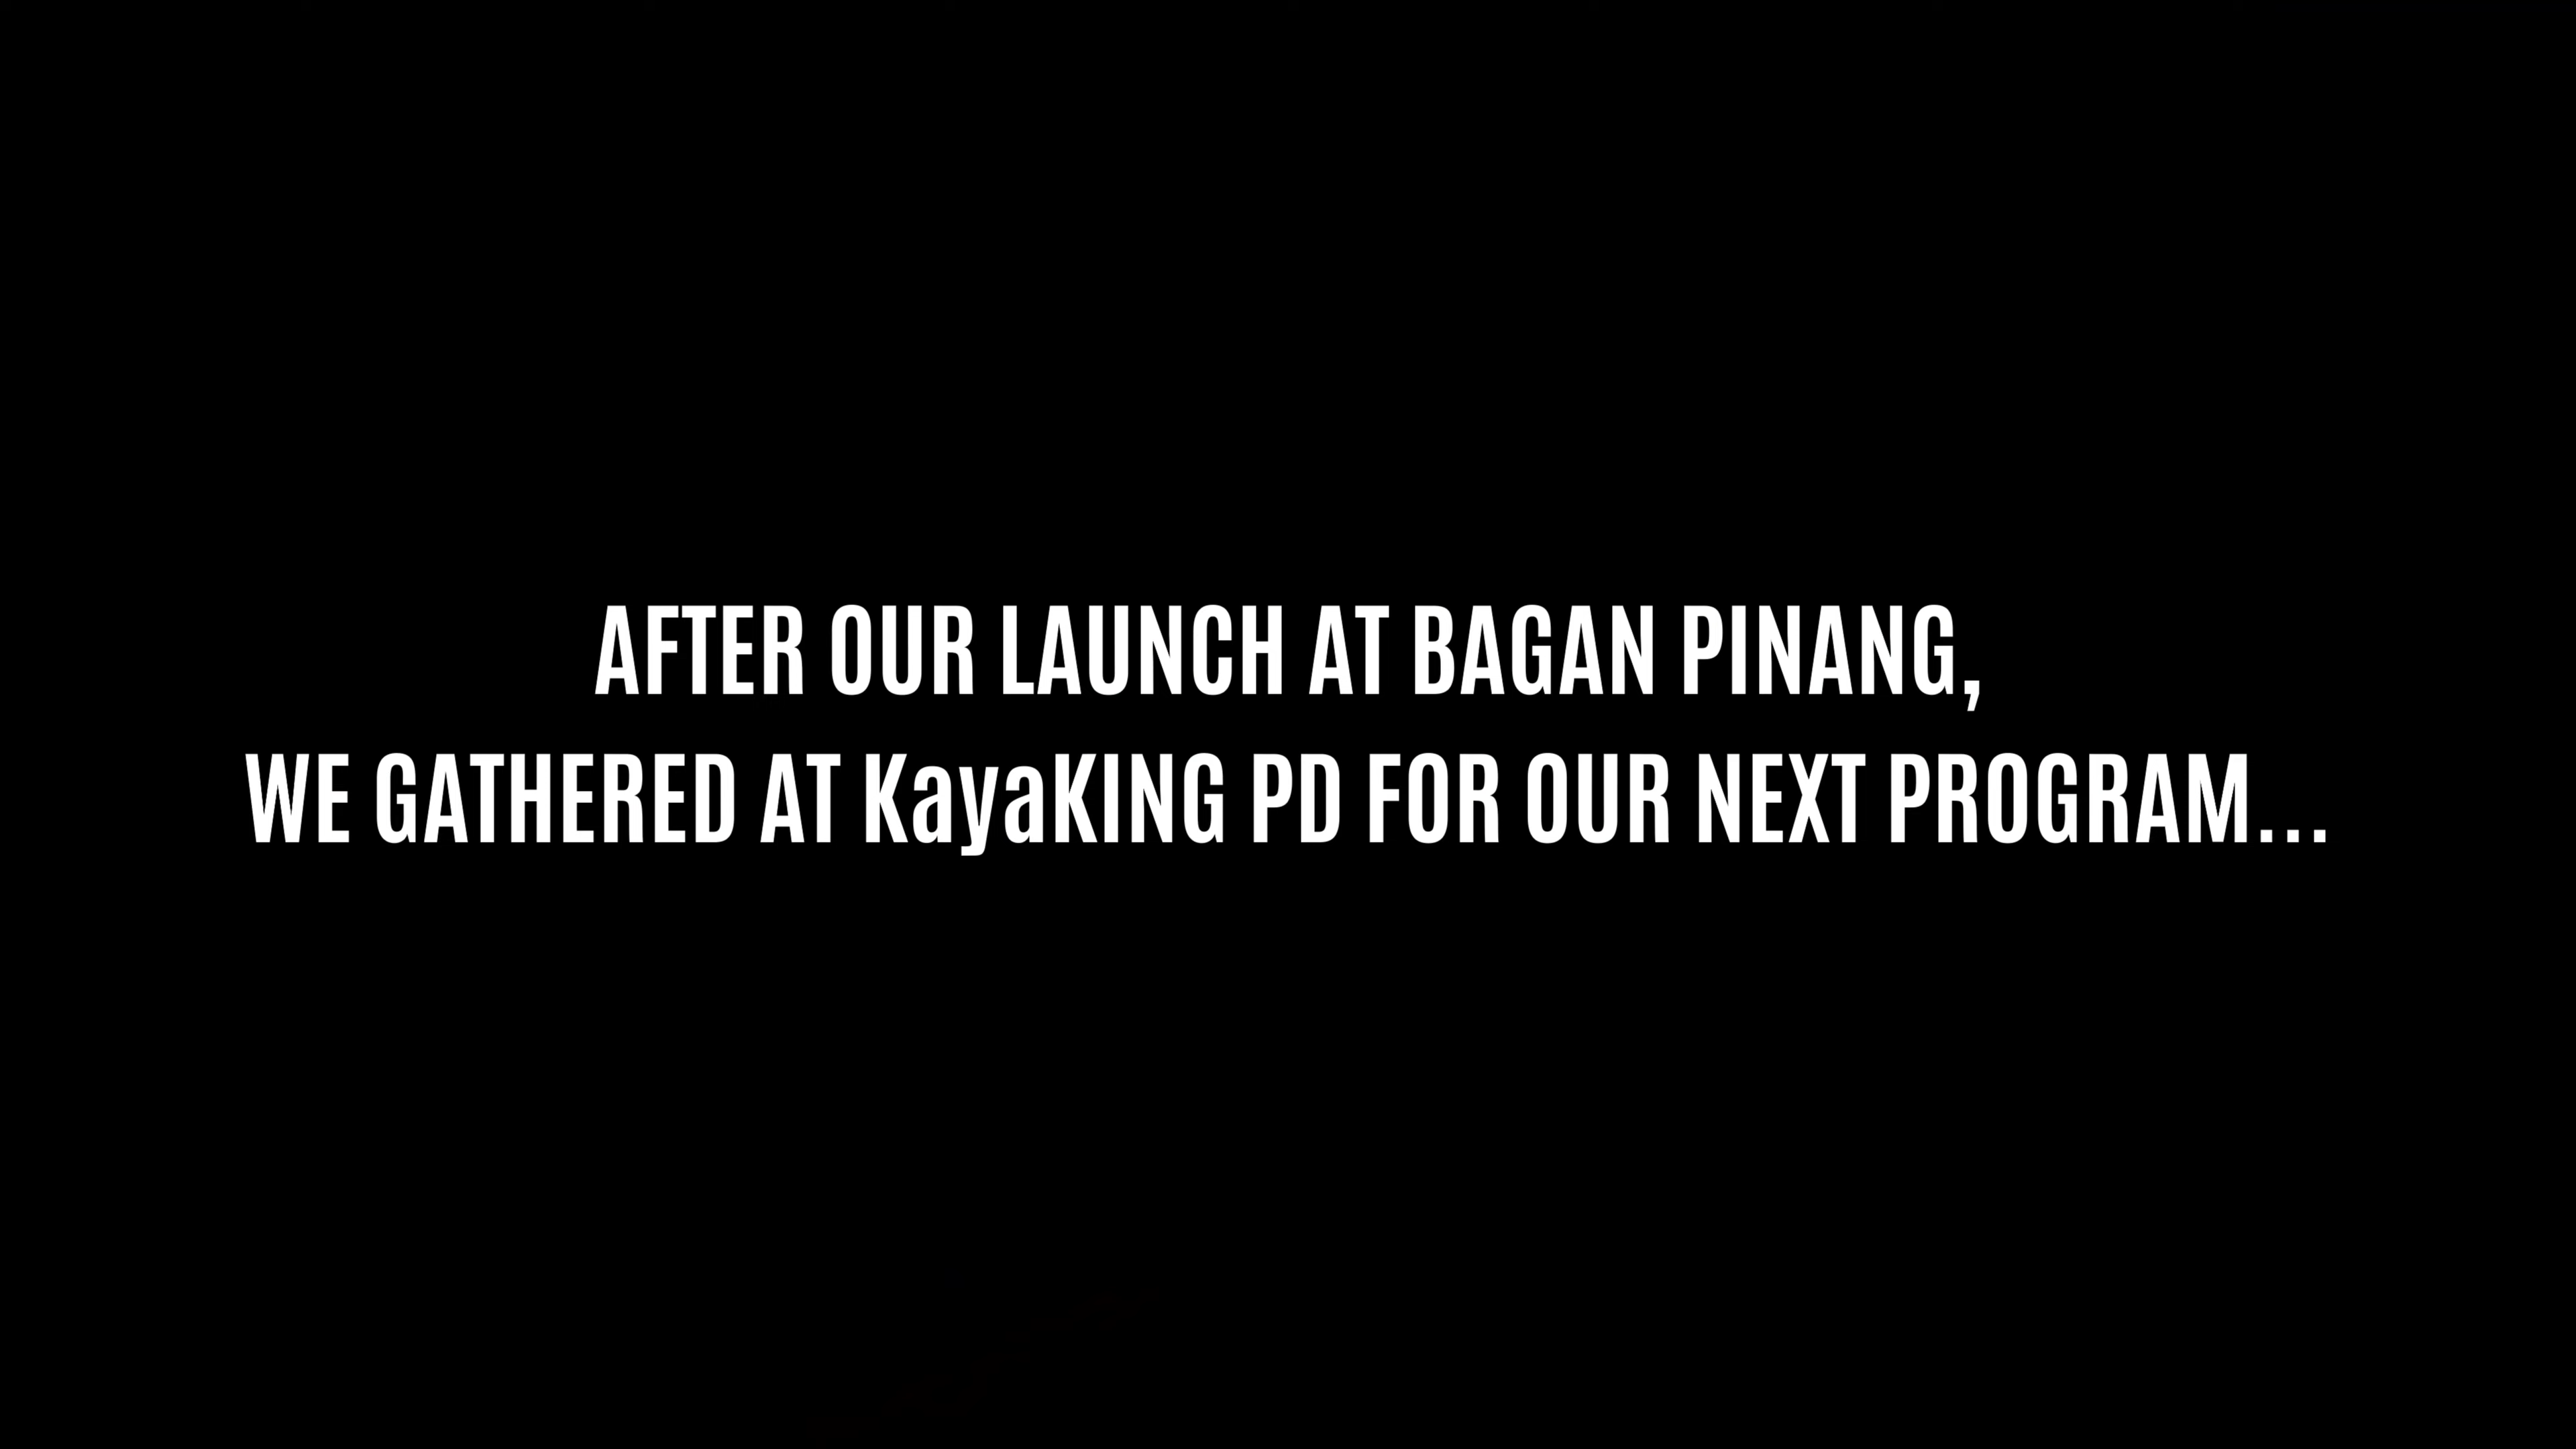 AFTER OUR LAUNCH AT BAGAN PINANG,
WE GATHERED AT KayaKING PD FOR OUR NEXT PROGRAM...